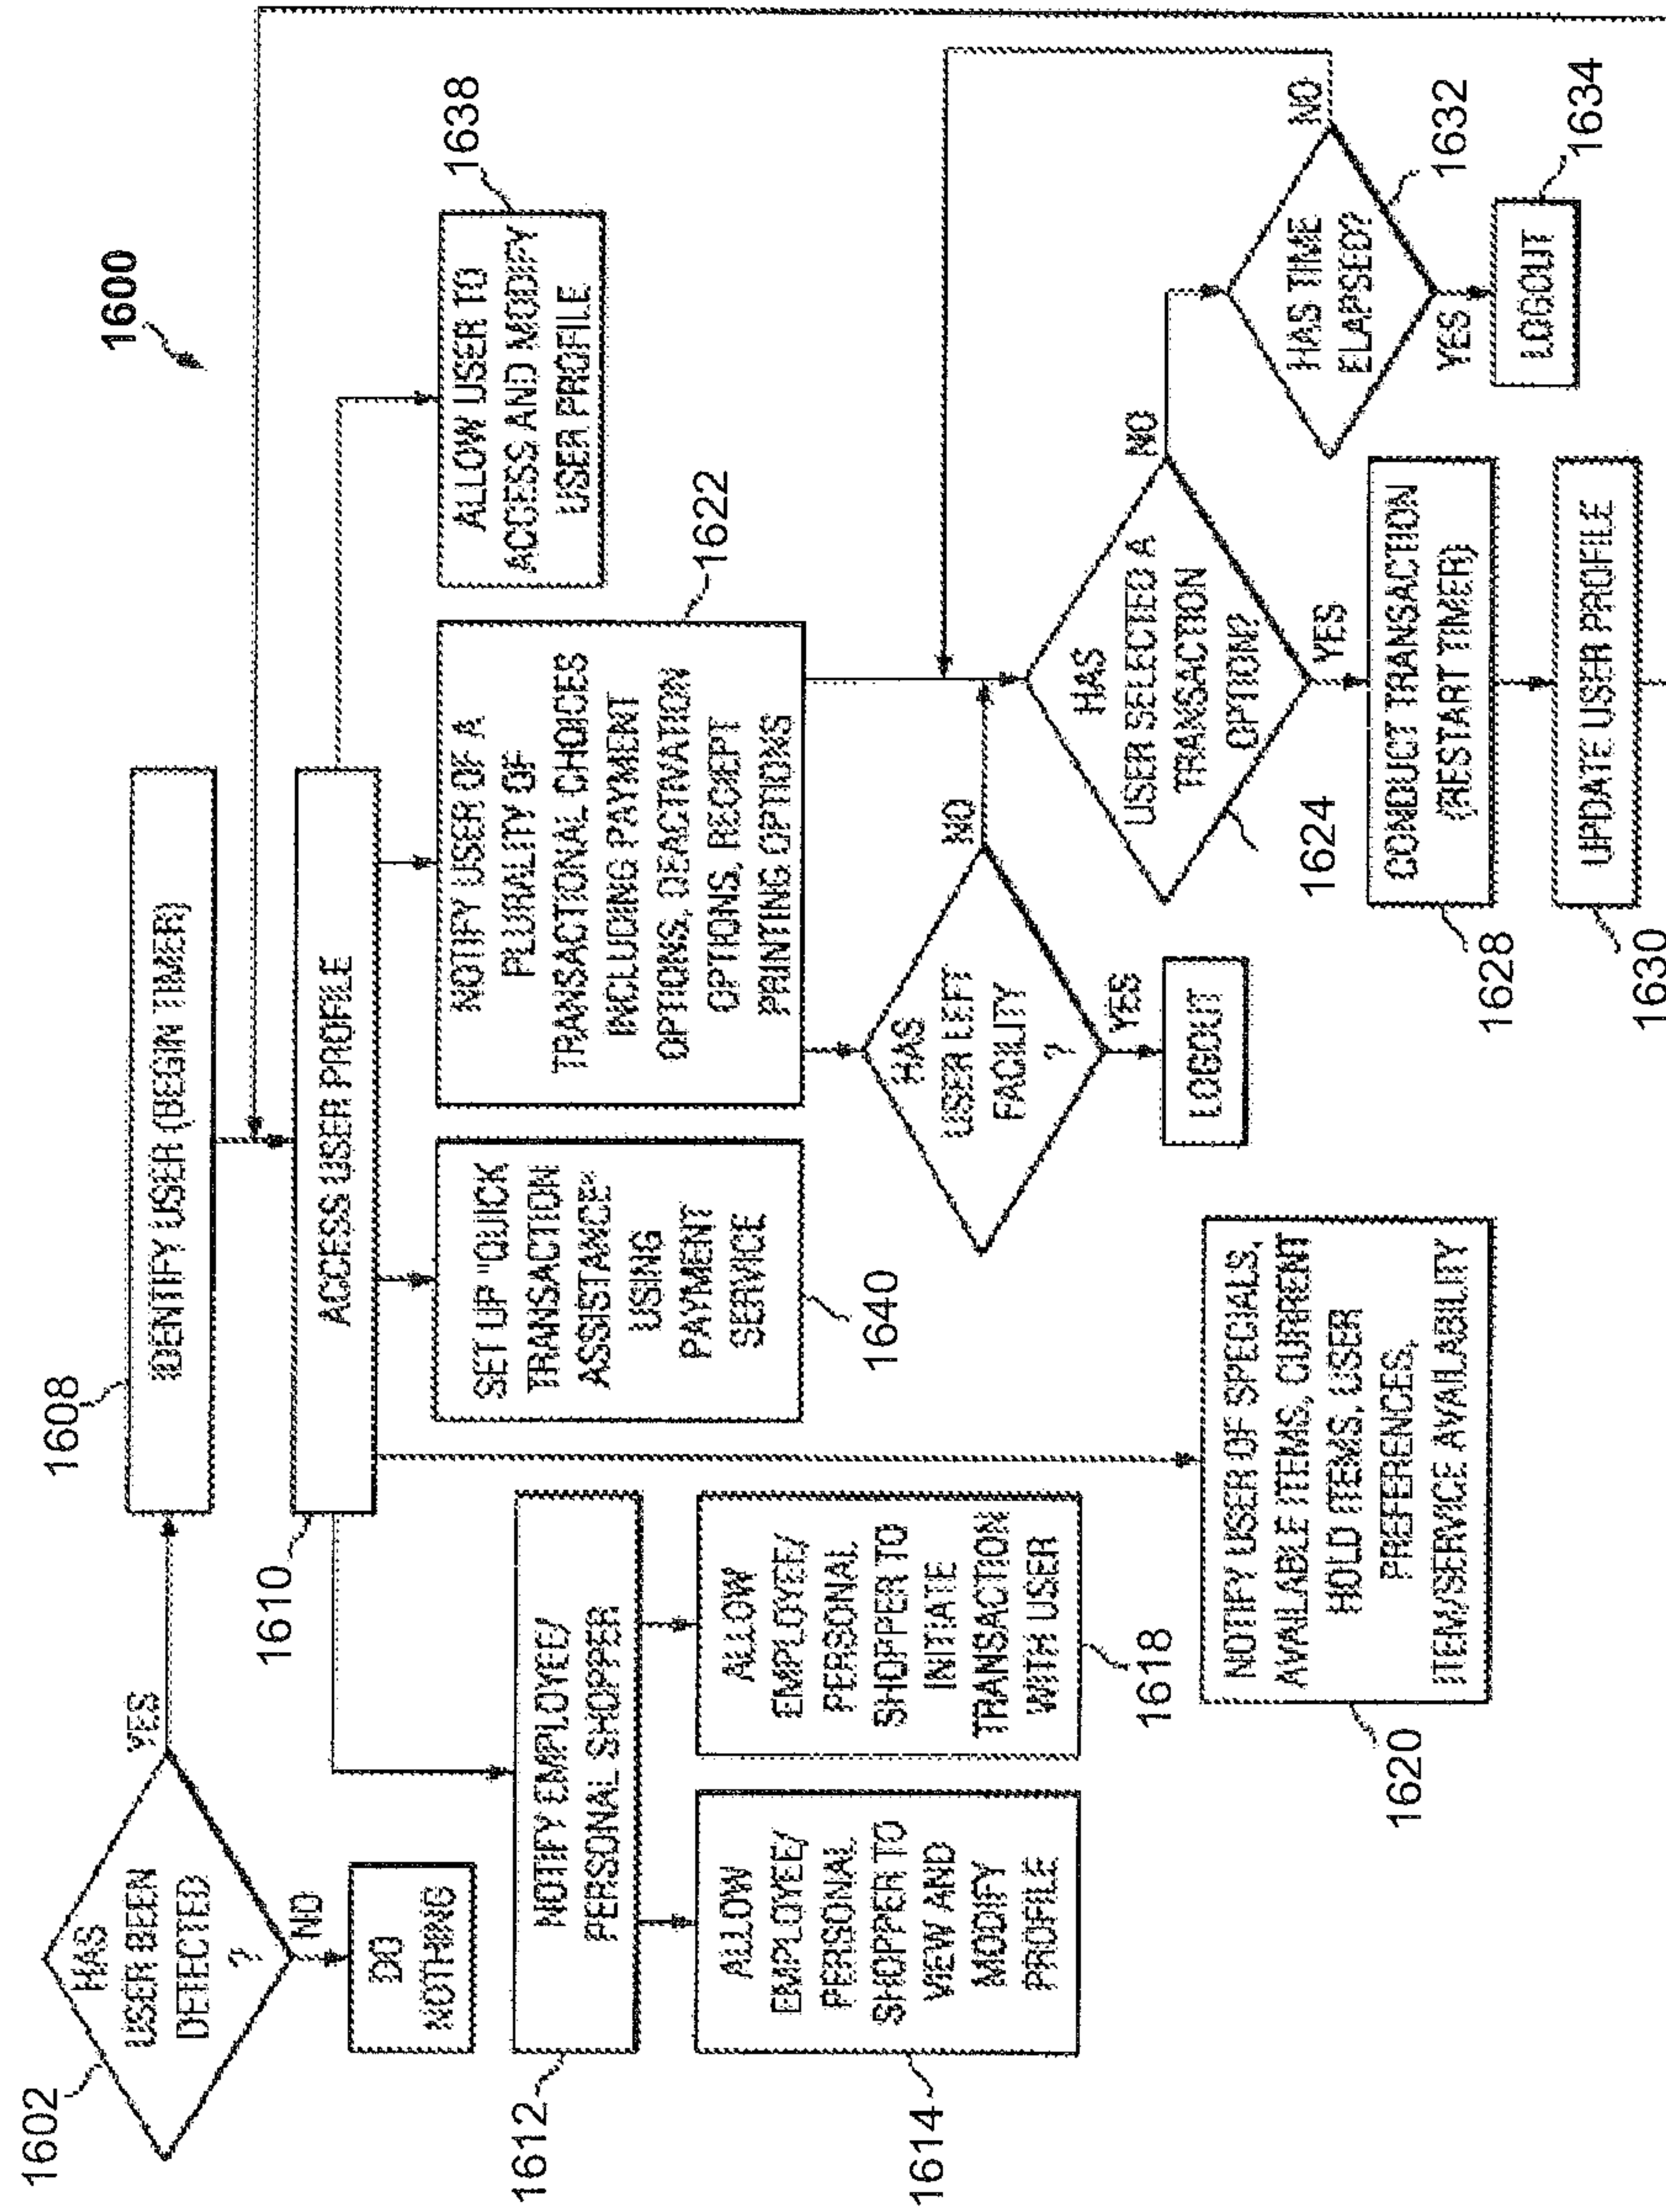 1600
1602
HAS
USER BEEN
DETECTED
?
YES
NO
DO
NOTHING
1608
IDENTIFY USER (BEGIN TIMER)
1610
ACCESS USER PROFILE
1612
NOTIFY EMPLOYE/
PERSONAL SHOPPER
1614
ALLOW
EMPLOYEE/
PERSONAL
SHOPPER TO
VIEW AND
MODIFY
PROFILE
ALLOW
EMPLOYEE/
PERSONAL
SHOPPER TO
INITIATE
TRANSACTION
WITH USER
1618
SET UP "QUICK
TRANSACTION
ASSISTANCE"
USING
PAYMENT
SERVICE
1640
NOTIFY USER OF SPECIALS,
AVAILABLE ITEMS, CURRENT
HOLD ITEMS, USER
PREFERENCES,
ITEM/SERVICE AVAILABILITY
1620
NOTIFY USER OF A
PLURALITY OF
TRANSACTIONAL CHOICES
INCLUDING PAYMENT
OPTIONS, DEACTIVATION
OPTIONS, RECEIPT
PRINTING OPTIONS
1622
ALLOW USER TO
ACCESS AND MODIFY
USER PROFILE
1638
HAS
USER LEFT
FACILITY
?
NO
YES
LOGOUT
HAS
USER SELECTED A
TRANSACTION
OPTION?
1624
NO
YES
HAS TIME
ELAPSED?
1632
NO
YES
LOGOUT
1634
CONDUCT TRANSACTION
(RESTART TIMER)
1628
UPDATE USER PROFILE
1630